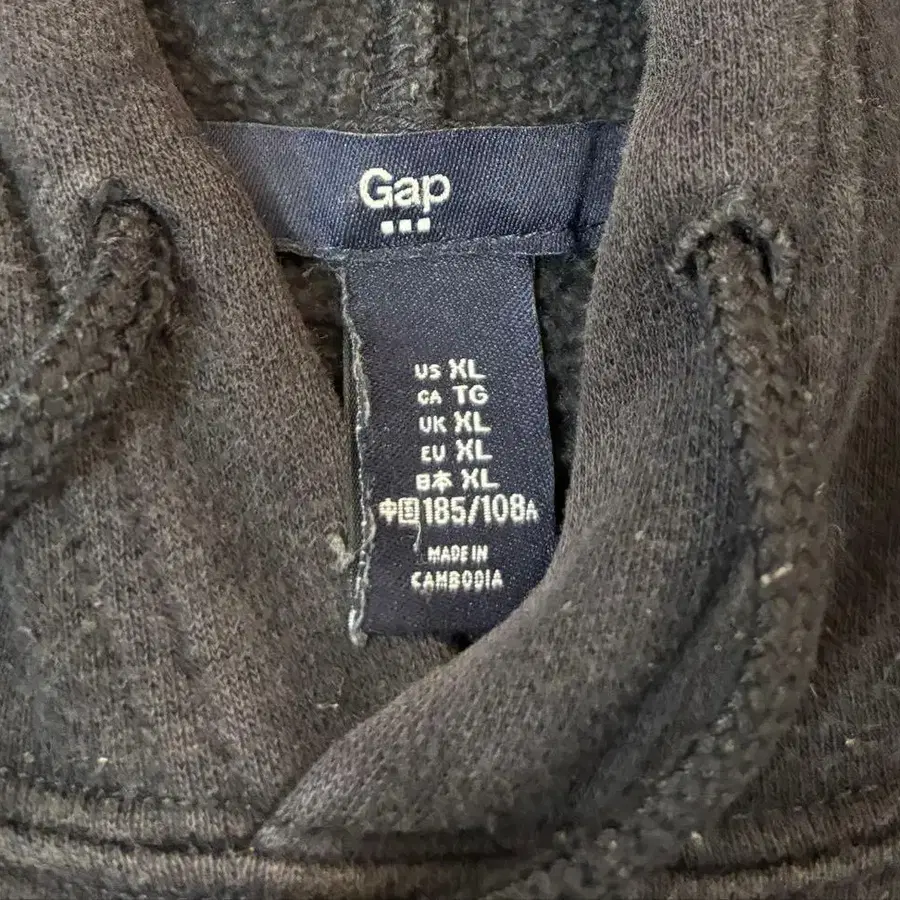 Gap
US XL
CA TG
UK XL
EU XL
日本 XL
中国 185/108A
MADE IN
CAMBODIA